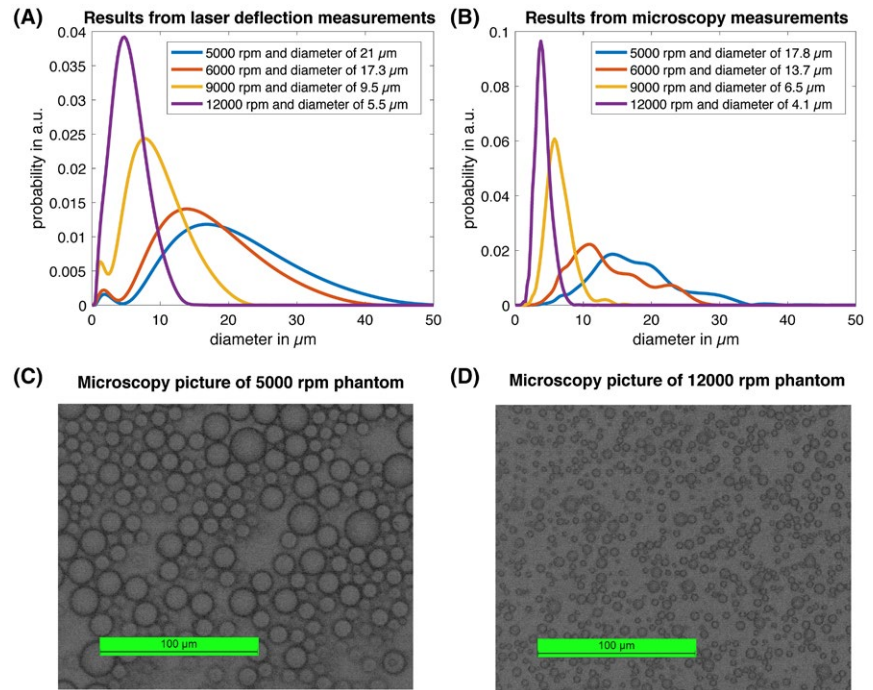 (A) Results from laser deflection measurements
0.04
0.035
0.03
0.025
0.02
0.015
0.01
0.005
0
probability in a.u.
5000 rpm and diameter of 21 µm
6000 rpm and diameter of 17.3 µm
9000 rpm and diameter of 9.5 µm
12000 rpm and diameter of 5.5 µm
0 10 20 30 40 50
diameter in µm
(B) Results from microscopy measurements
0.1
0.08
0.06
0.04
0.02
0
probability in a.u.
5000 rpm and diameter of 17.8 µm
6000 rpm and diameter of 13.7 µm
9000 rpm and diameter of 6.5 µm
12000 rpm and diameter of 4.1 µm
0 10 20 30 40 50
diameter in µm
(C) Microscopy picture of 5000 rpm phantom
100 µm
(D) Microscopy picture of 12000 rpm phantom
100 µm